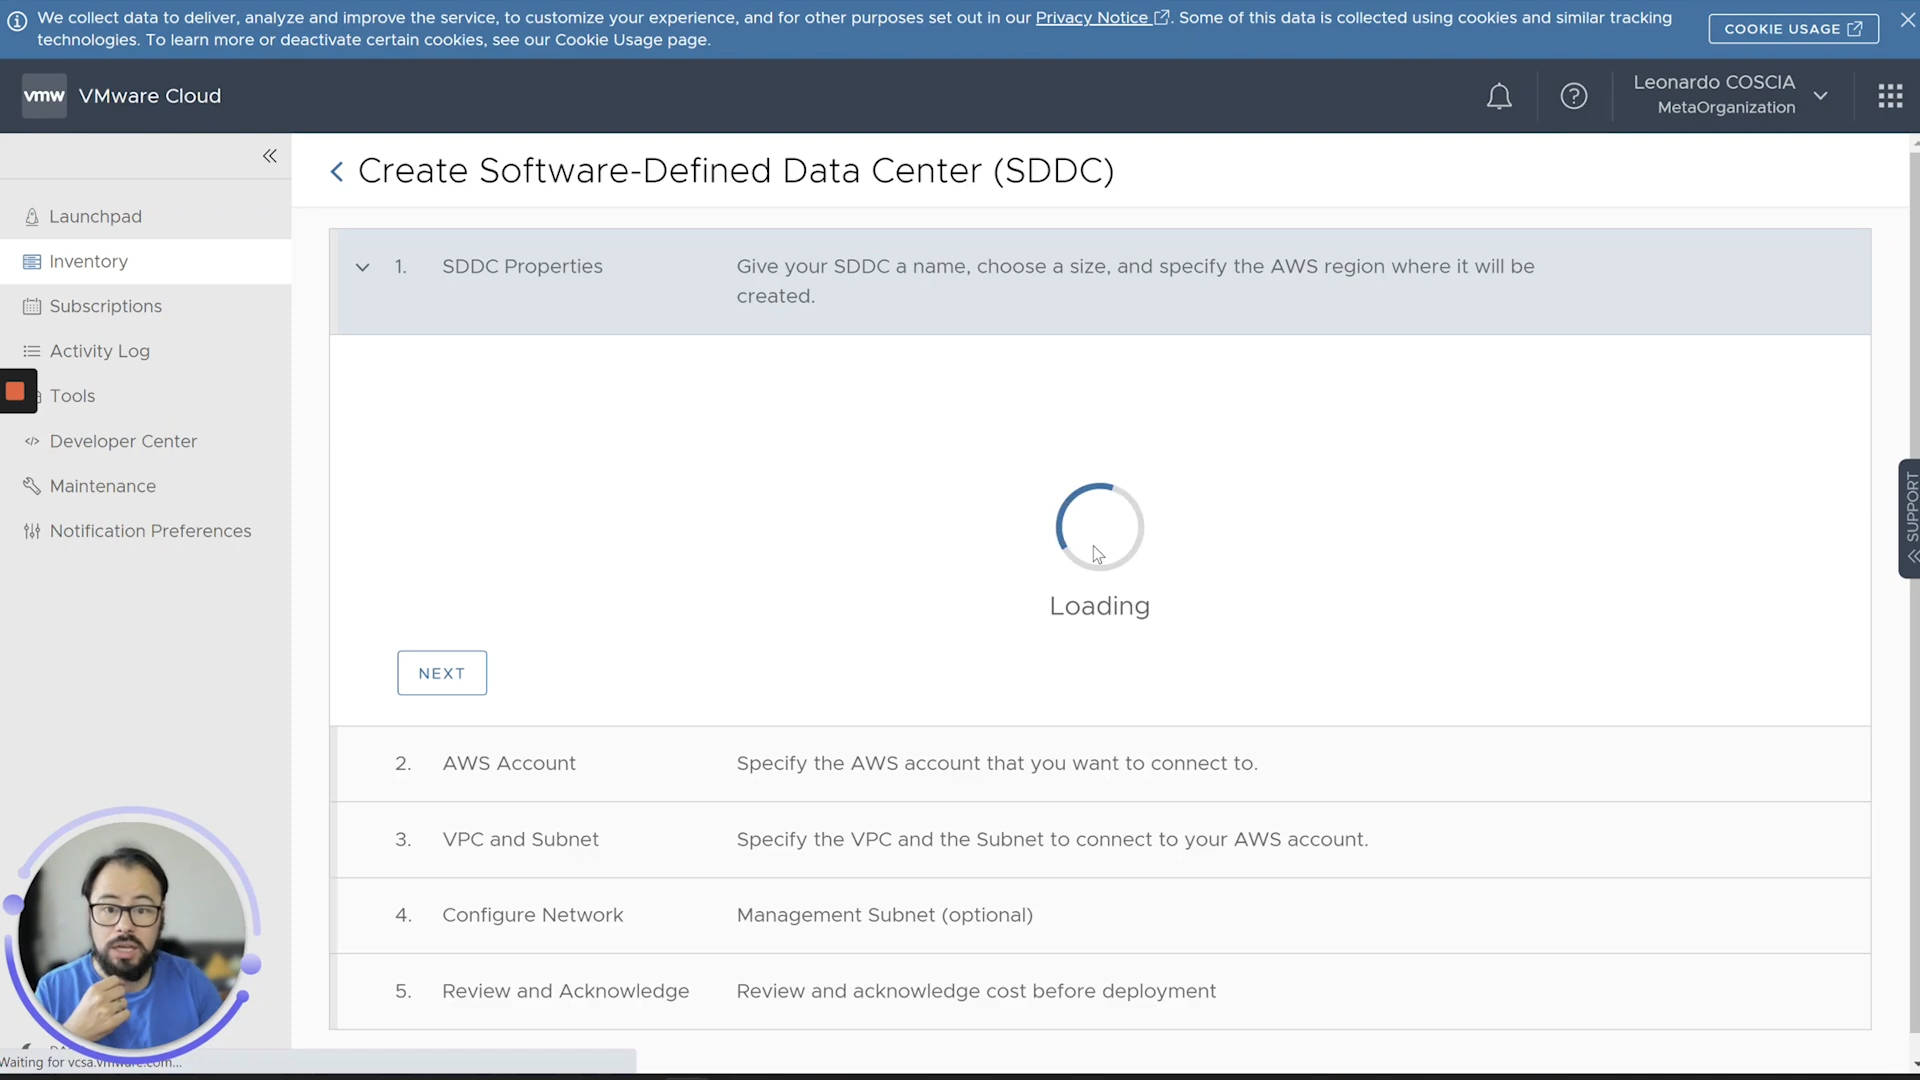 We collect data to deliver, analyze and improve the service, to customize your experience, and for other purposes set out in our Privacy Notice. Some of this data is collected using cookies and similar tracking
technologies. To learn more or deactivate certain cookies, see our Cookie Usage page.
COOKIE USAGE
vmw VMware Cloud
Leonardo COSCIA
MetaOrganization
Launchpad
Inventory
Subscriptions
Activity Log
Tools
Developer Center
Maintenance
Notification Preferences
Create Software-Defined Data Center (SDDC)
1. SDDC Properties Give your SDDC a name, choose a size, and specify the AWS region where it will be
created.
Loading
NEXT
2. AWS Account Specify the AWS account that you want to connect to.
3. VPC and Subnet Specify the VPC and the Subnet to connect to your AWS account.
4. Configure Network Management Subnet (optional)
5. Review and Acknowledge Review and acknowledge cost before deployment
SUPPORT
Waiting for vcsa.vmware.com...